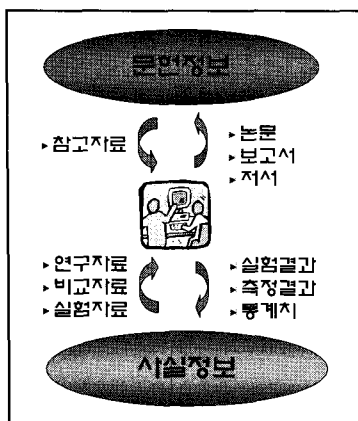 문헌정보
▸참고자료
▸논문
▸보고서
▸저서
▸연구자료
▸비교자료
▸실험자료
▸실험결과
▸측정결과
▸통계치
사실정보